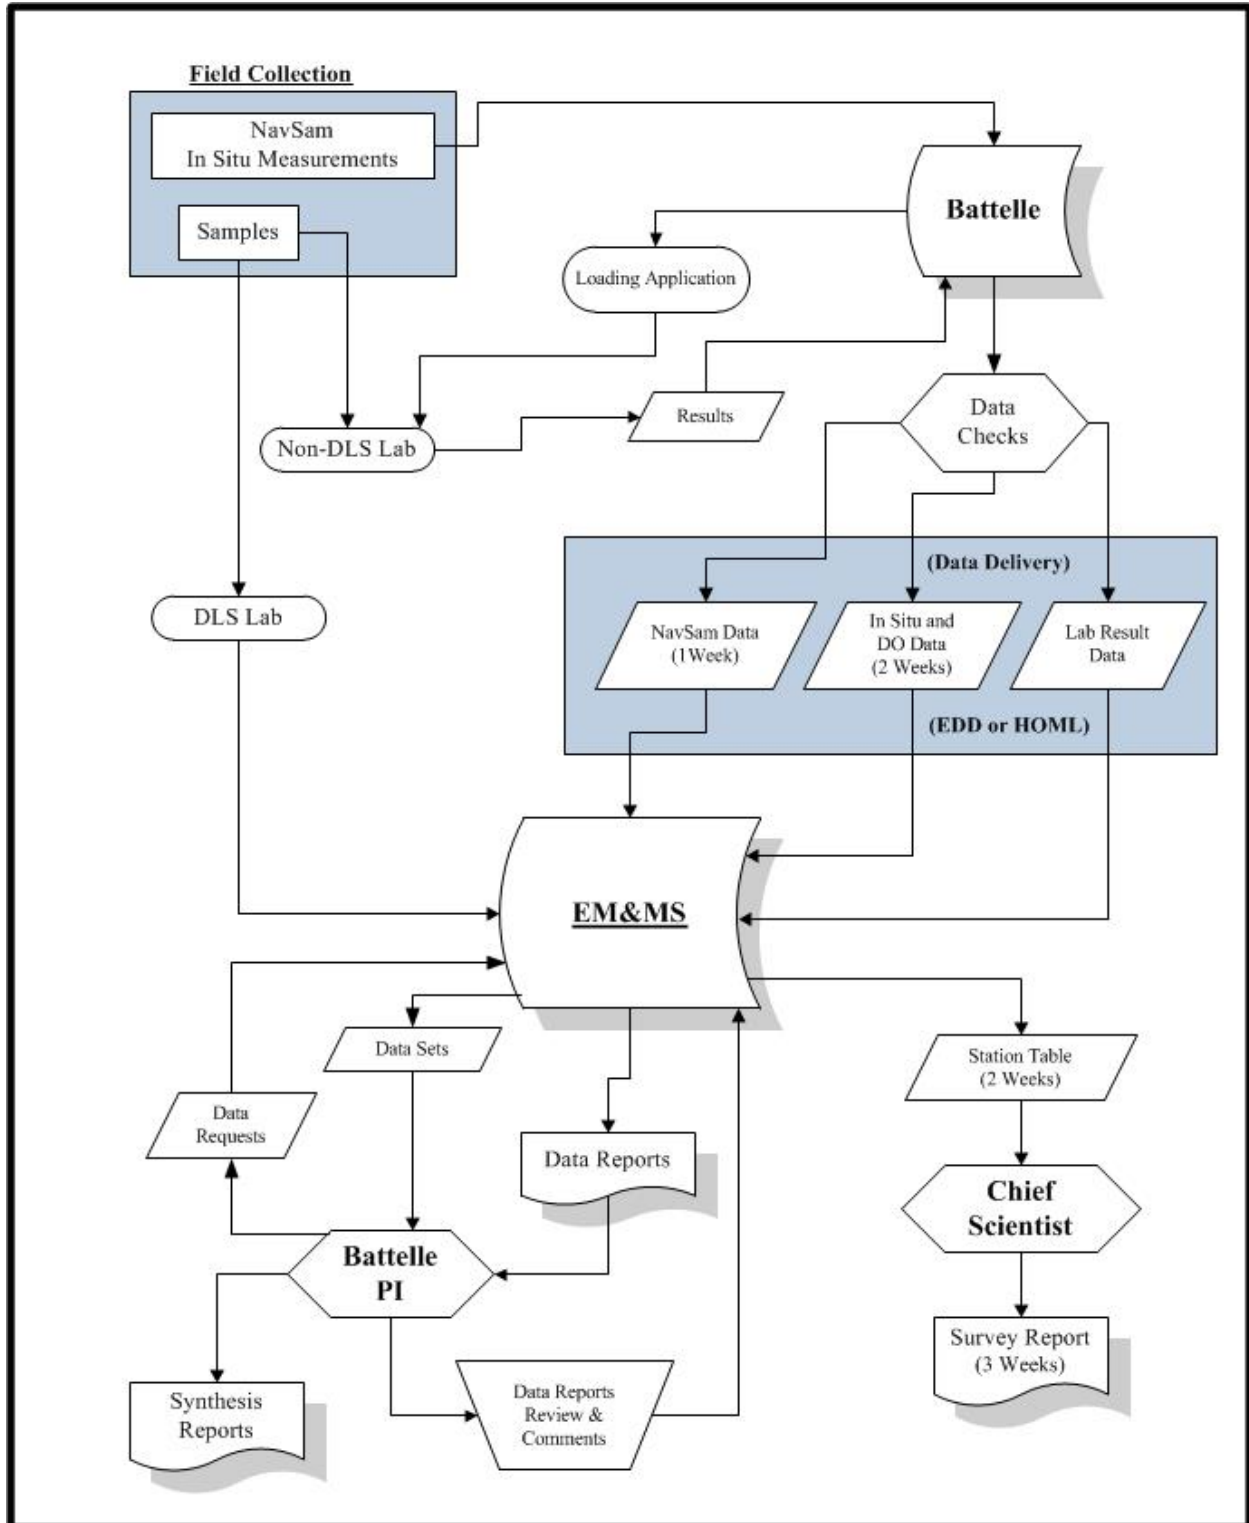 Field Collection
NavSam
In Situ Measurements
Samples
Battelle
Loading Application
Results
Non-DLS Lab
Data
Checks
(Data Delivery)
DLS Lab
NavSam Data
(1Week)
In Situ and
DO Data
(2 Weeks)
Lab Result
Data
(EDD or HOML)
EM&MS
Data Sets
Station Table
(2 Weeks)
Data
Requests
Data Reports
Chief
Scientist
Battelle
PI
Survey Report
(3 Weeks)
Synthesis
Reports
Data Reports
Review &
Comments